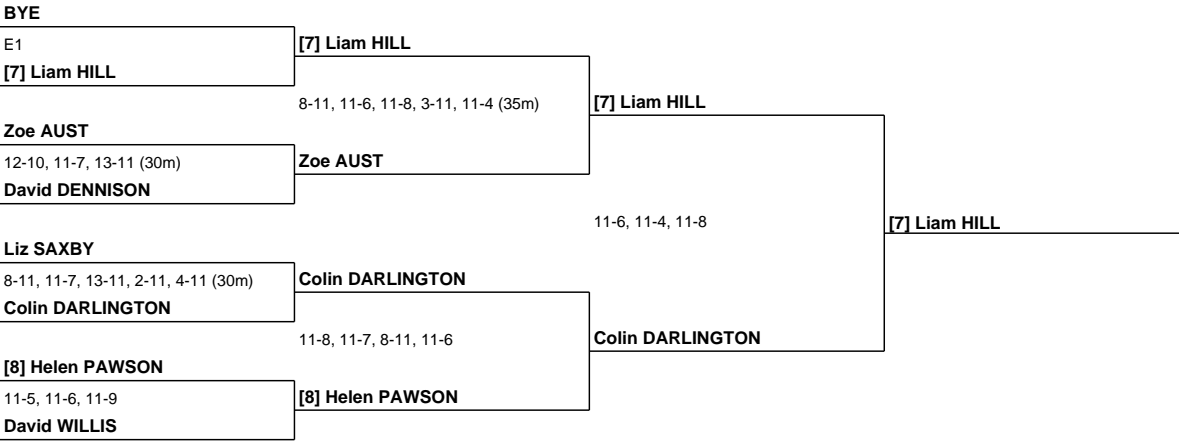 BYE
E1
[7] Liam HILL
[7] Liam HILL
8-11, 11-6, 11-8, 3-11, 11-4 (35m)
[7] Liam HILL
Zoe AUST
12-10, 11-7, 13-11 (30m)
Zoe AUST
David DENNISON
11-6, 11-4, 11-8
[7] Liam HILL
Liz SAXBY
8-11, 11-7, 13-11, 2-11, 4-11 (30m)
Colin DARLINGTON
Colin DARLINGTON
11-8, 11-7, 8-11, 11-6
Colin DARLINGTON
[8] Helen PAWSON
11-5, 11-6, 11-9
[8] Helen PAWSON
David WILLIS